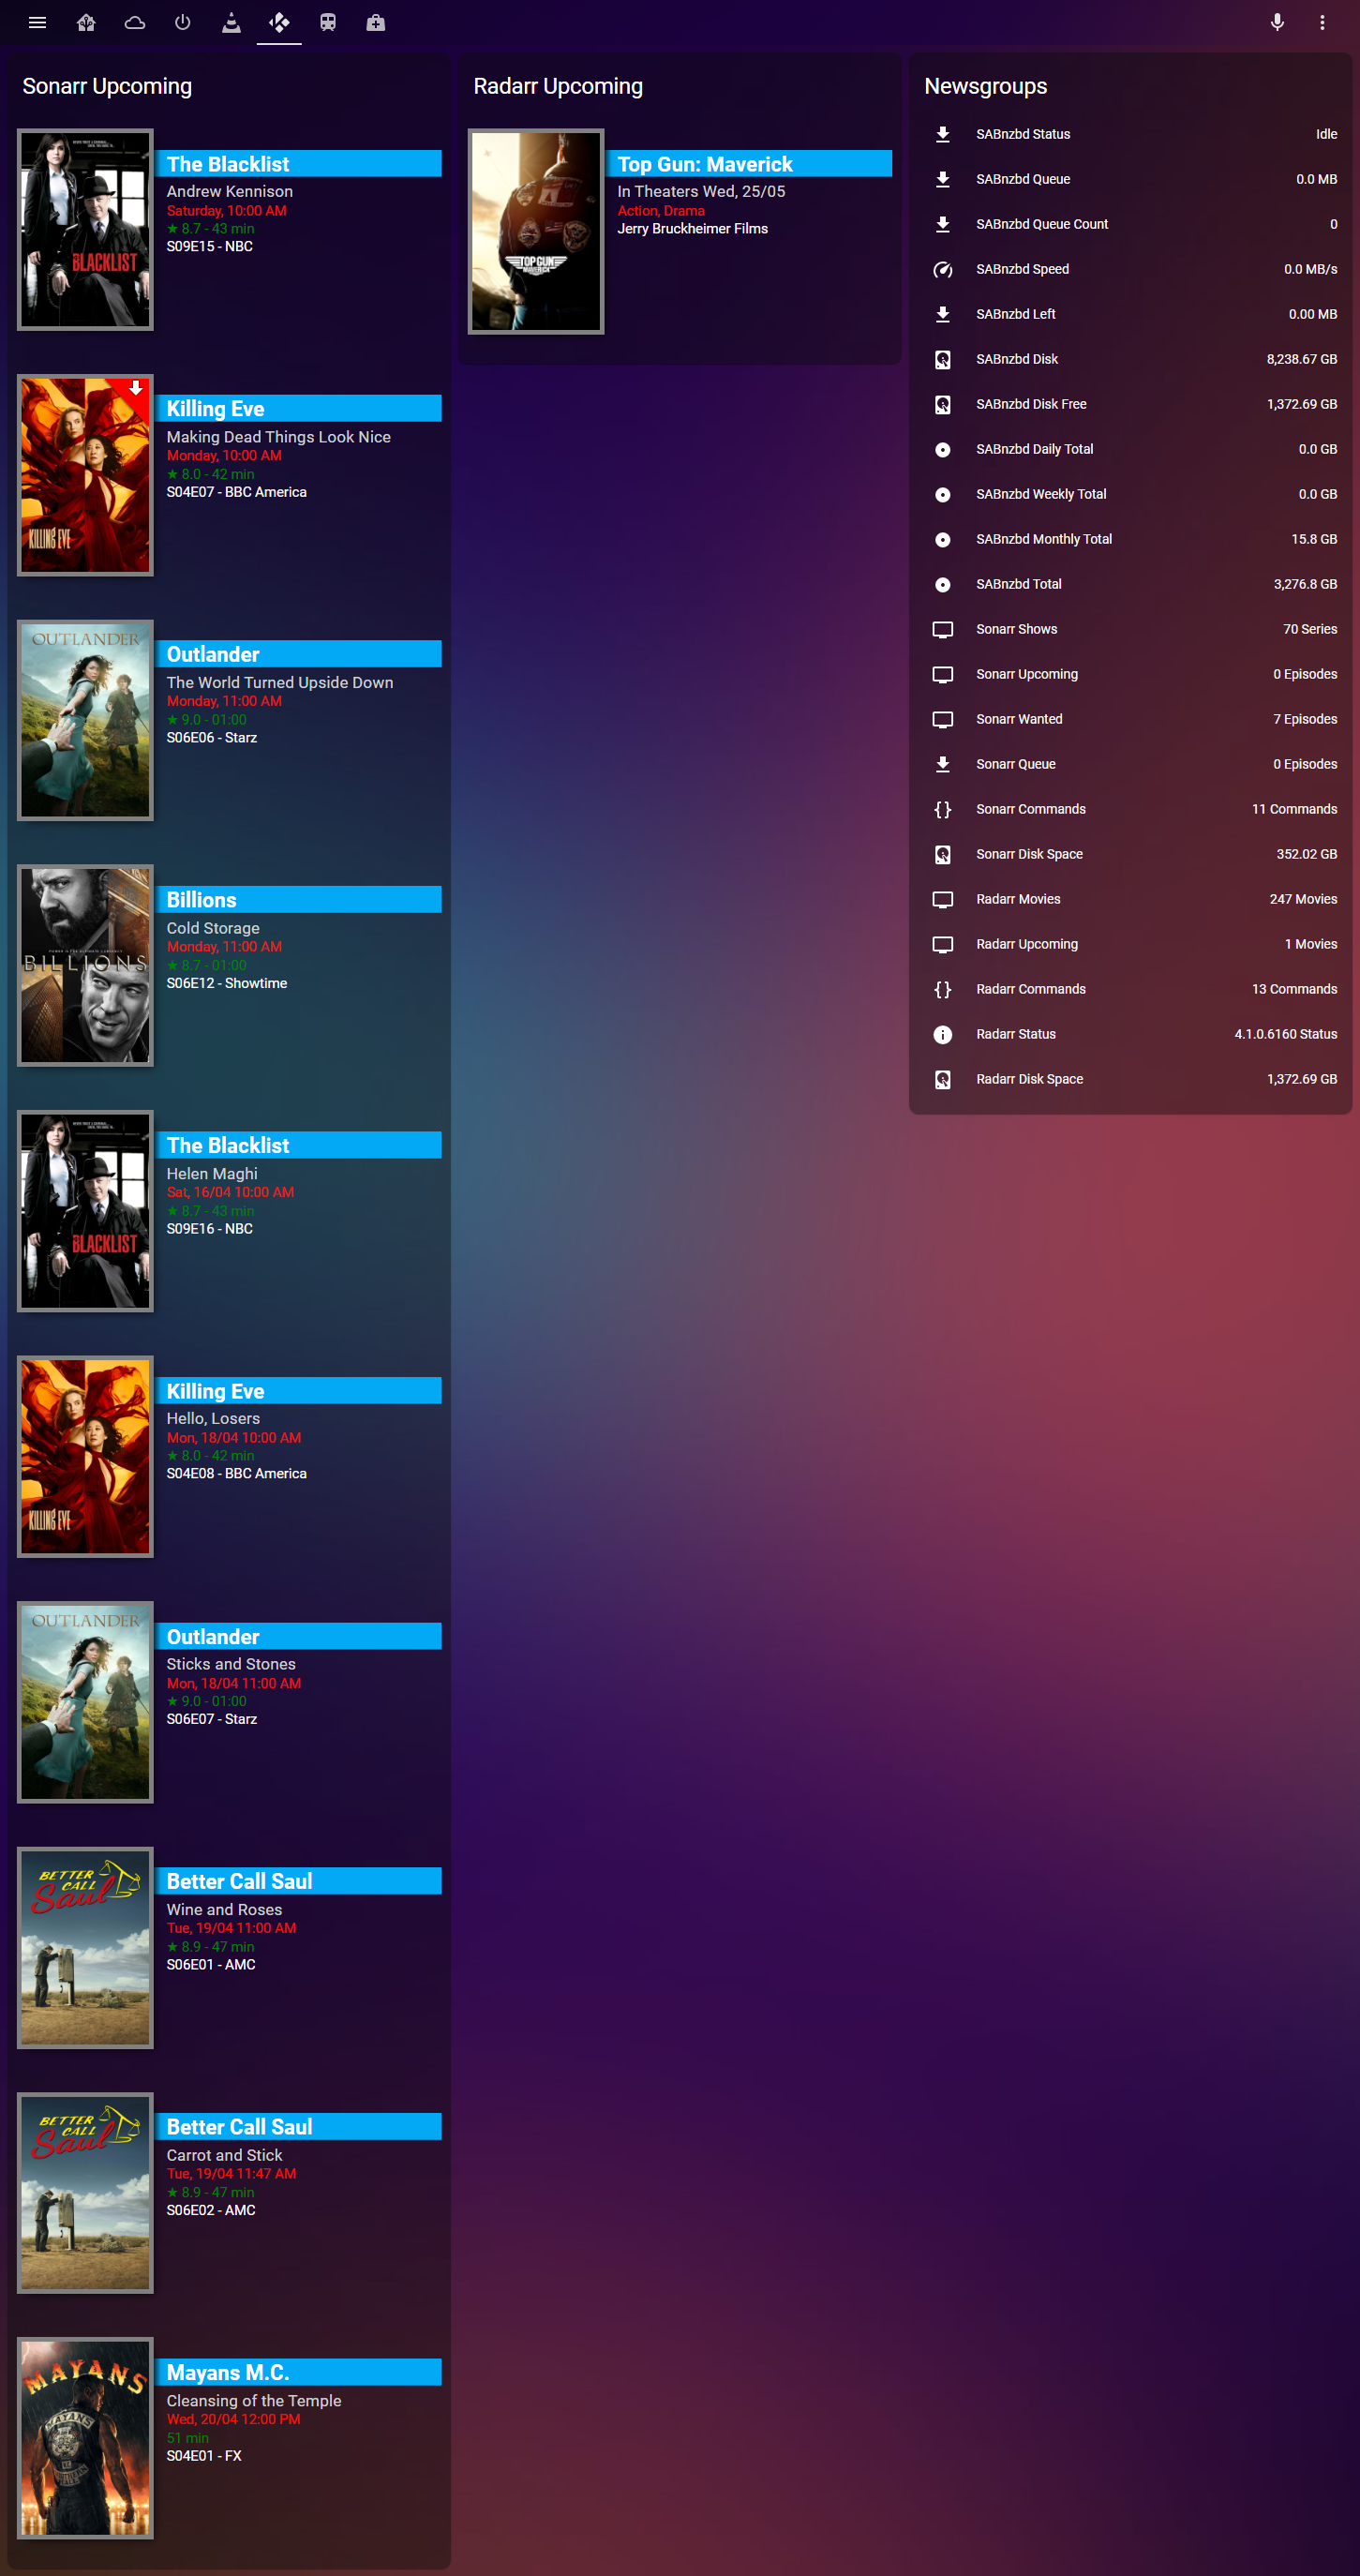 Sonarr Upcoming
BLACKLIST
The Blacklist
Andrew Kennison
Saturday, 10:00 AM
★ 8.7 - 43 min
S09E15 - NBC
KILLING EVE
Killing Eve
Making Dead Things Look Nice
Monday, 10:00 AM
★ 8.0 - 42 min
S04E07 - BBC America
OUTLANDER
Outlander
The World Turned Upside Down
Monday, 11:00 AM
★ 9.0 - 01:00
S06E06 - Starz
BILLIONS
Billions
Cold Storage
Monday, 11:00 AM
★ 8.7 - 01:00
S06E12 - Showtime
BLACKLIST
The Blacklist
Helen Maghi
Sat, 16/04 10:00 AM
★ 8.7 - 43 min
S09E16 - NBC
KILLING EVE
Killing Eve
Hello, Losers
Mon, 18/04 10:00 AM
★ 8.0 - 42 min
S04E08 - BBC America
OUTLANDER
Outlander
Sticks and Stones
Mon, 18/04 11:00 AM
★ 9.0 - 01:00
S06E07 - Starz
BETTER
CALL
Saul
Better Call Saul
Wine and Roses
Tue, 19/04 11:00 AM
★ 8.9 - 47 min
S06E01 - AMC
BETTER
CALL
Saul
Better Call Saul
Carrot and Stick
Tue, 19/04 11:47 AM
★ 8.9 - 47 min
S06E02 - AMC
MAYANS
MAYANS
Mayans M.C.
Cleansing of the Temple
Wed, 20/04 12:00 PM
51 min
S04E01 - FX
Radarr Upcoming
TOP GUN
MAVERICK
Top Gun: Maverick
In Theaters Wed, 25/05
Action, Drama
Jerry Bruckheimer Films
Newsgroups
SABnzbd Status Idle
SABnzbd Queue 0.0 MB
SABnzbd Queue Count 0
SABnzbd Speed 0.0 MB/s
SABnzbd Left 0.00 MB
SABnzbd Disk 8,238.67 GB
SABnzbd Disk Free 1,372.69 GB
SABnzbd Daily Total 0.0 GB
SABnzbd Weekly Total 0.0 GB
SABnzbd Monthly Total 15.8 GB
SABnzbd Total 3,276.8 GB
Sonarr Shows 70 Series
Sonarr Upcoming 0 Episodes
Sonarr Wanted 7 Episodes
Sonarr Queue 0 Episodes
Sonarr Commands 11 Commands
Sonarr Disk Space 352.02 GB
Radarr Movies 247 Movies
Radarr Upcoming 1 Movies
Radarr Commands 13 Commands
Radarr Status 4.1.0.6160 Status
Radarr Disk Space 1,372.69 GB